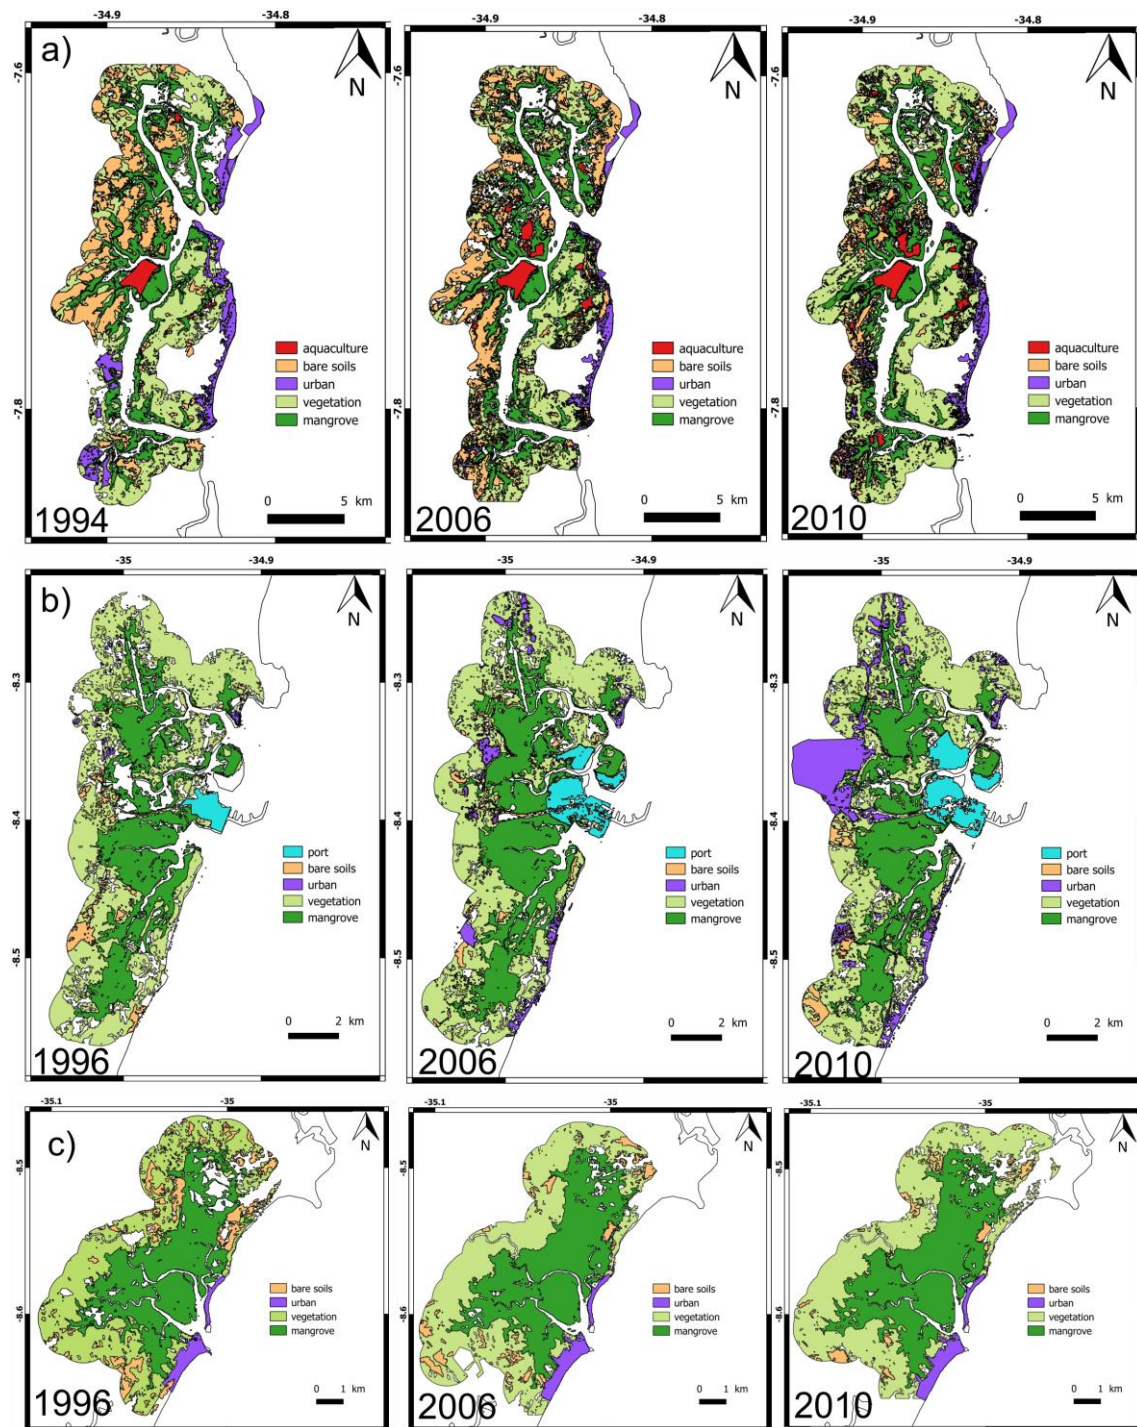 -34.9 -34.8
-34.9 -34.8
-34.9 -34.8
a)
N
N
N
-7.6
-7.6
-7.6
aquaculture
bare soils
urban
vegetation
mangrove
aquaculture
bare soils
urban
vegetation
mangrove
aquaculture
bare soils
urban
vegetation
mangrove
-7.8
-7.8
-7.8
0 5 km
0 5 km
0 5 km
1994
2006
2010
-35 -34.9
-35 -34.9
-35 -34.9
b)
N
N
N
-8.3
-8.3
-8.3
-8.4
-8.4
-8.4
port
bare soils
urban
vegetation
mangrove
port
bare soils
urban
vegetation
mangrove
port
bare soils
urban
vegetation
mangrove
-8.5
-8.5
-8.5
0 2 km
0 2 km
0 2 km
1996
2006
2010
-35.1 -35
-35.1 -35
-35.1 -35
c)
N
N
N
-8.5
-8.5
-8.5
bare soils
urban
vegetation
mangrove
bare soils
urban
vegetation
mangrove
bare soils
urban
vegetation
mangrove
-8.6
-8.6
-8.6
0 1 km
0 1 km
0 1 km
1996
2006
2010